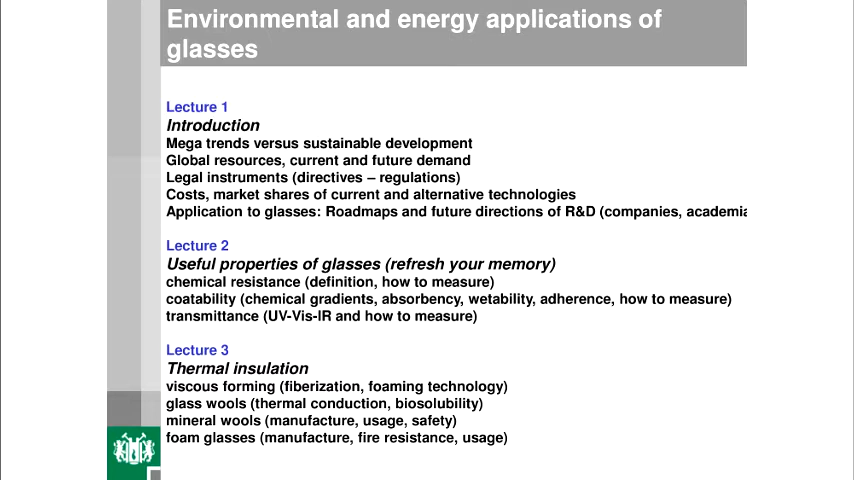 Environmental and energy applications of
glasses
Lecture 1
Introduction
Mega trends versus sustainable development
Global resources, current and future demand
Legal instruments (directives – regulations)
Costs, market shares of current and alternative technologies
Application to glasses: Roadmaps and future directions of R&D (companies, academia
Lecture 2
Useful properties of glasses (refresh your memory)
chemical resistance (definition, how to measure)
coatability (chemical gradients, absorbency, wetability, adherence, how to measure)
transmittance (UV-Vis-IR and how to measure)
Lecture 3
Thermal insulation
viscous forming (fiberization, foaming technology)
glass wools (thermal conduction, biosolubility)
mineral wools (manufacture, usage, safety)
foam glasses (manufacture, fire resistance, usage)